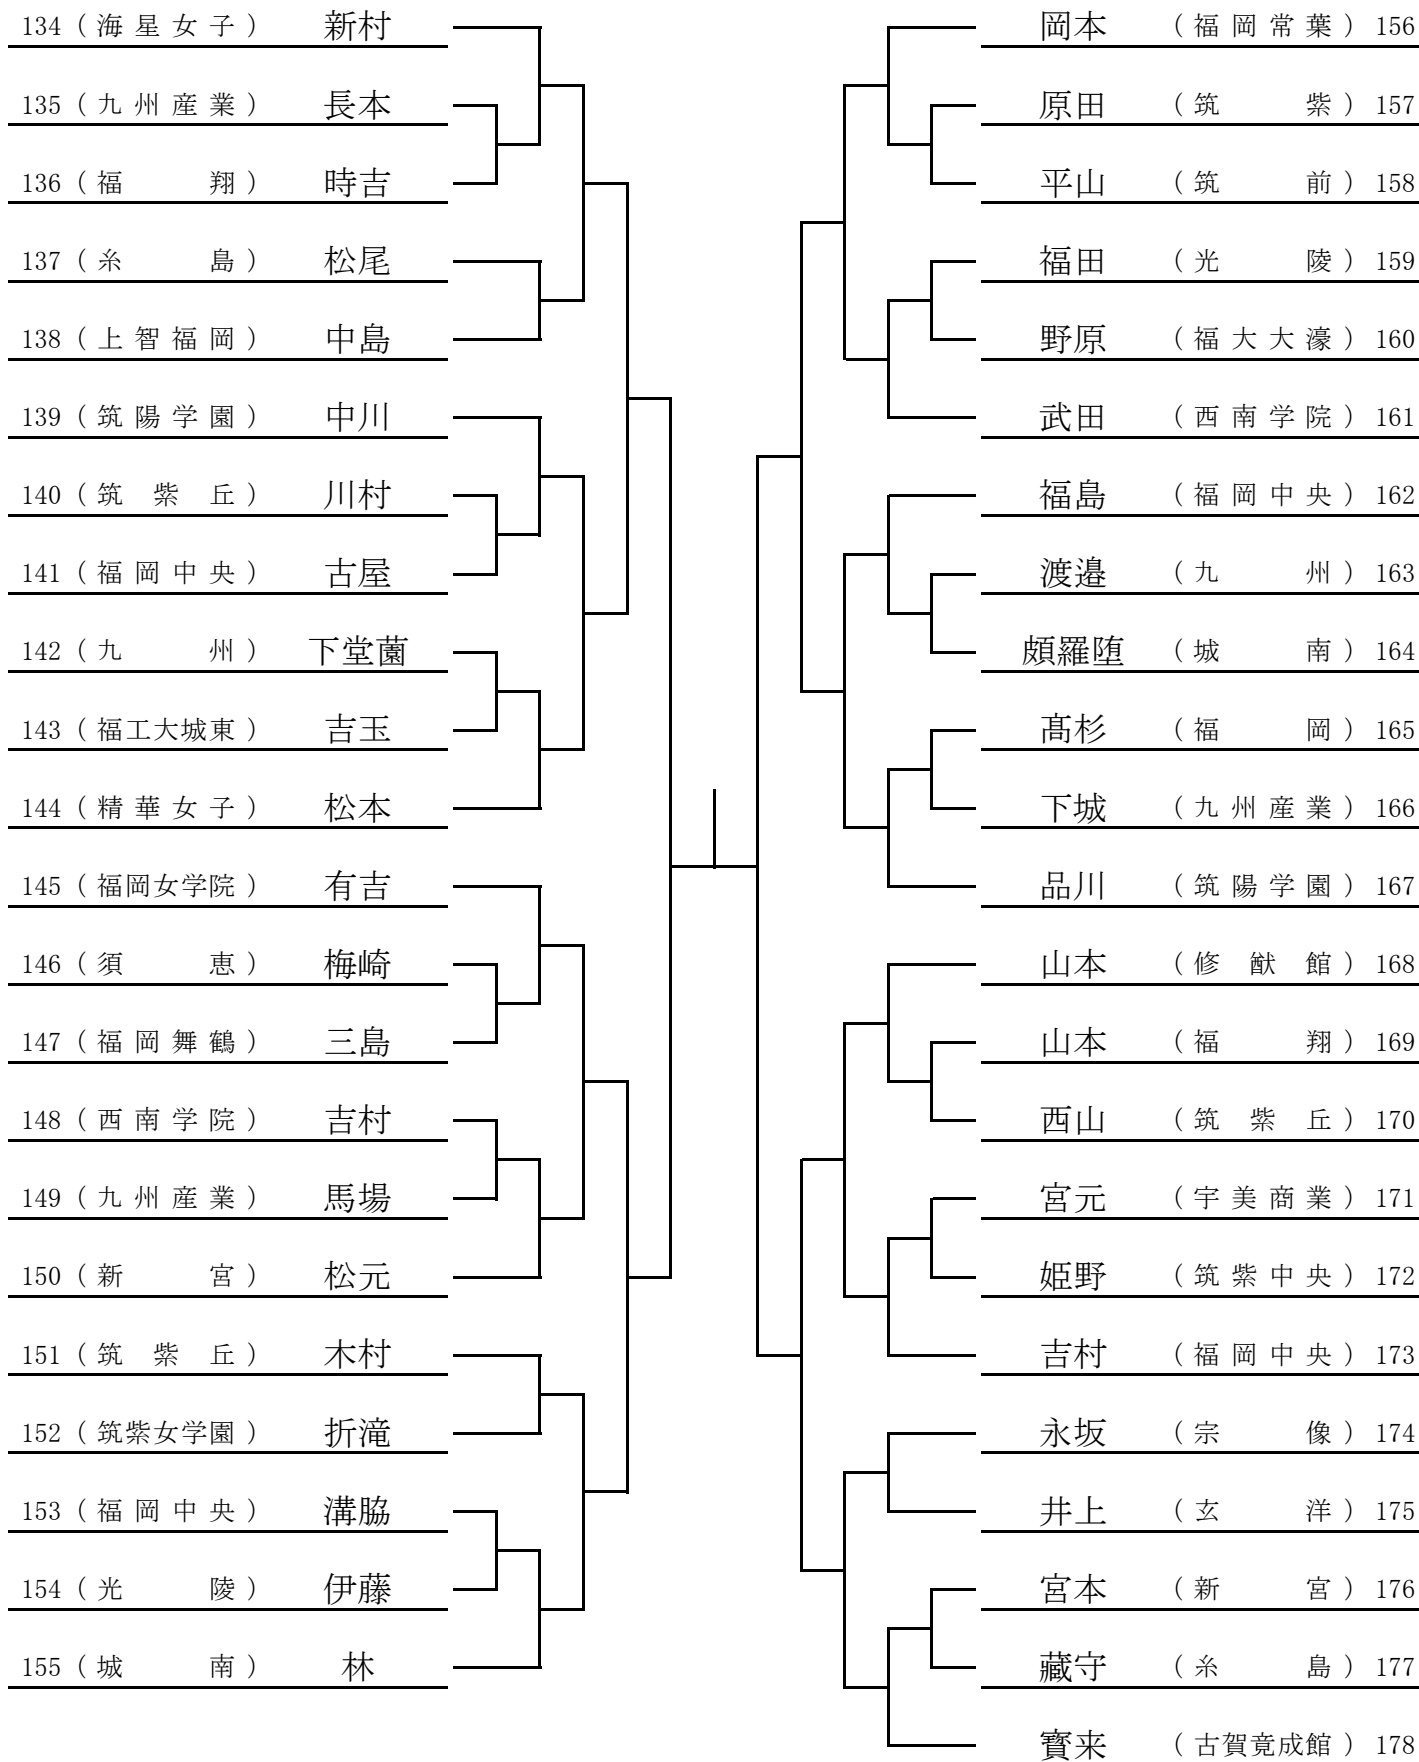 134 ( 海 星 女 子 ) 新村
135 ( 九 州 産 業 ) 長本
136 ( 福 翔 ) 時吉
137 ( 糸 島 ) 松尾
138 ( 上 智 福 岡 ) 中島
139 ( 筑 陽 学 園 ) 中川
140 ( 筑 紫 丘 ) 川村
141 ( 福 岡 中 央 ) 古屋
142 ( 九 州 ) 下堂薗
143 ( 福工大城東 ) 吉玉
144 ( 精 華 女 子 ) 松本
145 ( 福岡女学院 ) 有吉
146 ( 須 恵 ) 梅崎
147 ( 福 岡 舞 鶴 ) 三島
148 ( 西 南 学 院 ) 吉村
149 ( 九 州 産 業 ) 馬場
150 ( 新 宮 ) 松元
151 ( 筑 紫 丘 ) 木村
152 ( 筑紫女学園 ) 折滝
153 ( 福 岡 中 央 ) 溝脇
154 ( 光 陵 ) 伊藤
155 ( 城 南 ) 林
岡本 ( 福 岡 常 葉 ) 156
原田 ( 筑 紫 ) 157
平山 ( 筑 前 ) 158
福田 ( 光 陵 ) 159
野原 ( 福 大 大 濠 ) 160
武田 ( 西 南 学 院 ) 161
福島 ( 福 岡 中 央 ) 162
渡邉 ( 九 州 ) 163
頗羅堕 ( 城 南 ) 164
髙杉 ( 福 岡 ) 165
下城 ( 九 州 産 業 ) 166
品川 ( 筑 陽 学 園 ) 167
山本 ( 修 猷 館 ) 168
山本 ( 福 翔 ) 169
西山 ( 筑 紫 丘 ) 170
宮元 ( 宇 美 商 業 ) 171
姫野 ( 筑 紫 中 央 ) 172
吉村 ( 福 岡 中 央 ) 173
永坂 ( 宗 像 ) 174
井上 ( 玄 洋 ) 175
宮本 ( 新 宮 ) 176
藏守 ( 糸 島 ) 177
寳来 ( 古賀竟成館 ) 178